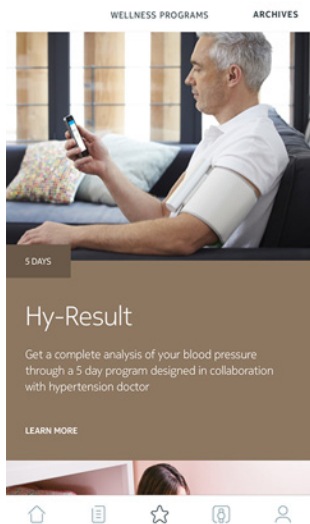 WELLNESS PROGRAMS
ARCHIVES
5 DAYS
Hy-Result
Get a complete analysis of your blood pressure
through a 5 day program designed in collaboration
with hypertension doctor
LEARN MORE